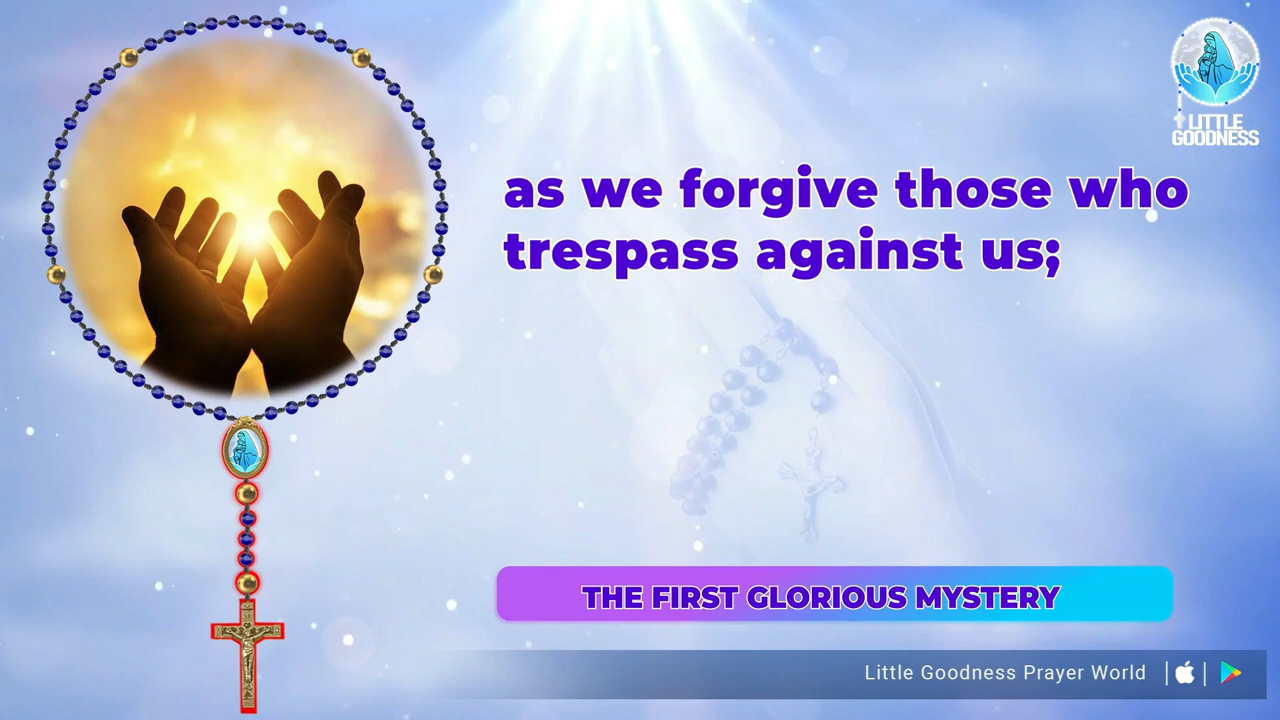 LITTLE
GOODNESS
as we forgive those who
trespass against us;
THE FIRST GLORIOUS MYSTERY
Little Goodness Prayer World